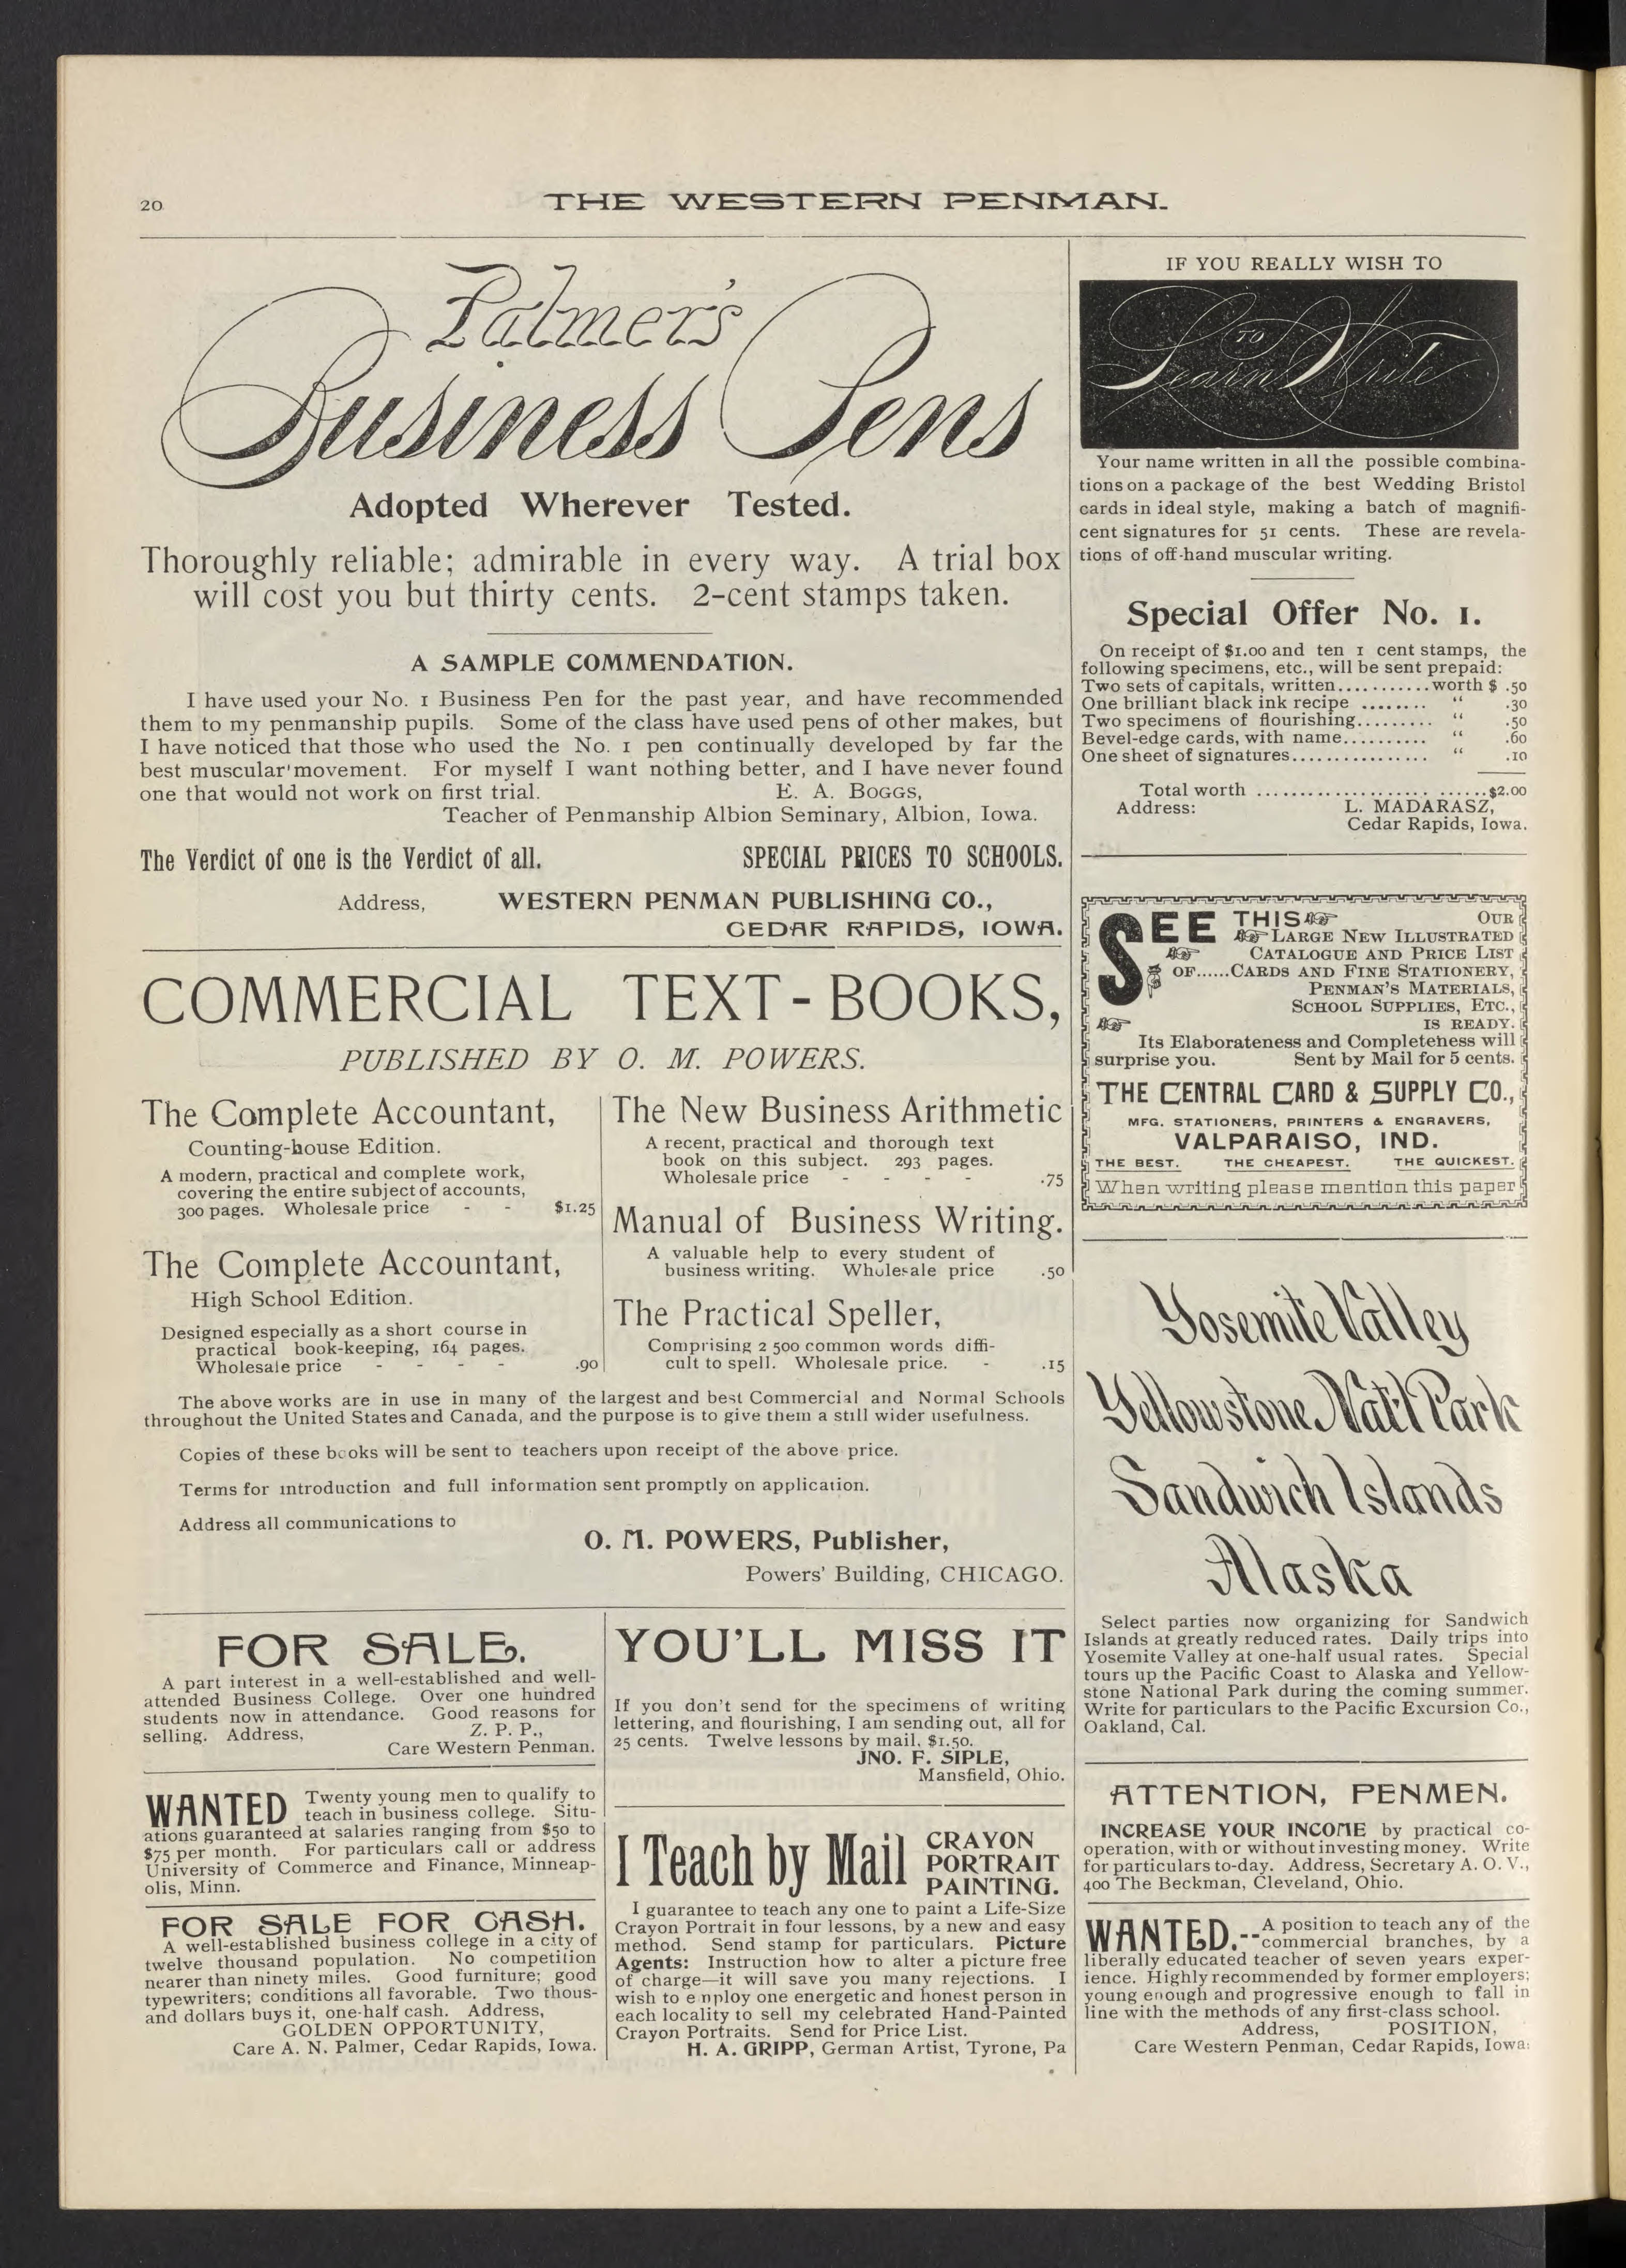 20
THE WESTERN PENMAN.
Palmer's
Business Pens
Adopted Wherever Tested.
Thoroughly reliable; admirable in every way. A trial box
will cost you but thirty cents. 2-cent stamps taken.
A SAMPLE COMMENDATION.
I have used your No. 1 Business Pen for the past year, and have recommended
them to my penmanship pupils. Some of the class have used pens of other makes, but
I have noticed that those who used the No. 1 pen continually developed by far the
best muscular movement. For myself I want nothing better, and I have never found
one that would not work on first trial. E. A. BOGGS,
Teacher of Penmanship Albion Seminary, Albion, Iowa.
The Verdict of one is the Verdict of all. SPECIAL PRICES TO SCHOOLS.
Address, WESTERN PENMAN PUBLISHING CO.,
CEDAR RAPIDS, IOWA.
COMMERCIAL TEXT-BOOKS,
PUBLISHED BY O. M. POWERS.
The Complete Accountant,
Counting-house Edition.
A modern, practical and complete work,
covering the entire subject of accounts,
300 pages. Wholesale price - - $1.25
The Complete Accountant,
High School Edition.
Designed especially as a short course in
practical book-keeping, 164 pages.
Wholesale price - - - - .90
The New Business Arithmetic
A recent, practical and thorough text
book on this subject. 293 pages.
Wholesale price - - - - .75
Manual of Business Writing.
A valuable help to every student of
business writing. Wholesale price .50
The Practical Speller,
Comprising 2 500 common words diffi-
cult to spell. Wholesale price. - .15
The above works are in use in many of the largest and best Commercial and Normal Schools
throughout the United States and Canada, and the purpose is to give them a still wider usefulness.
Copies of these books will be sent to teachers upon receipt of the above price.
Terms for introduction and full information sent promptly on application.
Address all communications to
O. M. POWERS, Publisher,
Powers' Building, CHICAGO.
FOR SALE.
A part interest in a well-established and well-
attended Business College. Over one hundred
students now in attendance. Good reasons for
selling. Address, Z. P. P.,
Care Western Penman.
WANTED Twenty young men to qualify to
teach in business college. Situ-
ations guaranteed at salaries ranging from $50 to
$75 per month. For particulars call or address
University of Commerce and Finance, Minneap-
olis, Minn.
FOR SALE FOR CASH.
A well-established business college in a city of
twelve thousand population. No competition
nearer than ninety miles. Good furniture; good
typewriters; conditions all favorable. Two thous-
and dollars buys it, one-half cash. Address,
GOLDEN OPPORTUNITY,
Care A. N. Palmer, Cedar Rapids, Iowa.
YOU'LL MISS IT
If you don't send for the specimens of writing
lettering, and flourishing, I am sending out, all for
25 cents. Twelve lessons by mail, $1.50.
JNO. F. SIPLE,
Mansfield, Ohio.
I Teach by Mail CRAYON
PORTRAIT
PAINTING.
I guarantee to teach any one to paint a Life-Size
Crayon Portrait in four lessons, by a new and easy
method. Send stamp for particulars. Picture
Agents: Instruction how to alter a picture free
of charge—it will save you many rejections. I
wish to employ one energetic and honest person in
each locality to sell my celebrated Hand-Painted
Crayon Portraits. Send for Price List.
H. A. GRIPP, German Artist, Tyrone, Pa
IF YOU REALLY WISH TO
TO
Learn Write
Your name written in all the possible combina-
tions on a package of the best Wedding Bristol
cards in ideal style, making a batch of magnifi-
cent signatures for 51 cents. These are revela-
tions of off-hand muscular writing.
Special Offer No. 1.
On receipt of $1.00 and ten 1 cent stamps, the
following specimens, etc., will be sent prepaid:
Two sets of capitals, written...........worth $ .50
One brilliant black ink recipe ........ " .30
Two specimens of flourishing......... " .50
Bevel-edge cards, with name.......... " .60
One sheet of signatures................ " .10
Total worth .......................... $2.00
Address: L. MADARASZ,
Cedar Rapids, Iowa.
SEE THIS OUR
LARGE NEW ILLUSTRATED
CATALOGUE AND PRICE LIST
OF......CARDS AND FINE STATIONERY,
PENMAN'S MATERIALS,
SCHOOL SUPPLIES, ETC.,
IS READY.
Its Elaborateness and Completeness will
surprise you. Sent by Mail for 5 cents.
THE CENTRAL CARD & SUPPLY CO.,
MFG. STATIONERS, PRINTERS & ENGRAVERS,
VALPARAISO, IND.
THE BEST. THE CHEAPEST. THE QUICKEST.
When writing please mention this paper
Yosemite Valley
Yellowstone Nat'l Park
Sandwich Islands
Alaska
Select parties now organizing for Sandwich
Islands at greatly reduced rates. Daily trips into
Yosemite Valley at one-half usual rates. Special
tours up the Pacific Coast to Alaska and Yellow-
stone National Park during the coming summer.
Write for particulars to the Pacific Excursion Co.,
Oakland, Cal.
ATTENTION, PENMEN.
INCREASE YOUR INCOME by practical co-
operation, with or without investing money. Write
for particulars to-day. Address, Secretary A. O. V.,
400 The Beckman, Cleveland, Ohio.
WANTED.--A position to teach any of the
commercial branches, by a
liberally educated teacher of seven years exper-
ience. Highly recommended by former employers;
young enough and progressive enough to fall in
line with the methods of any first-class school.
Address, POSITION,
Care Western Penman, Cedar Rapids, Iowa.